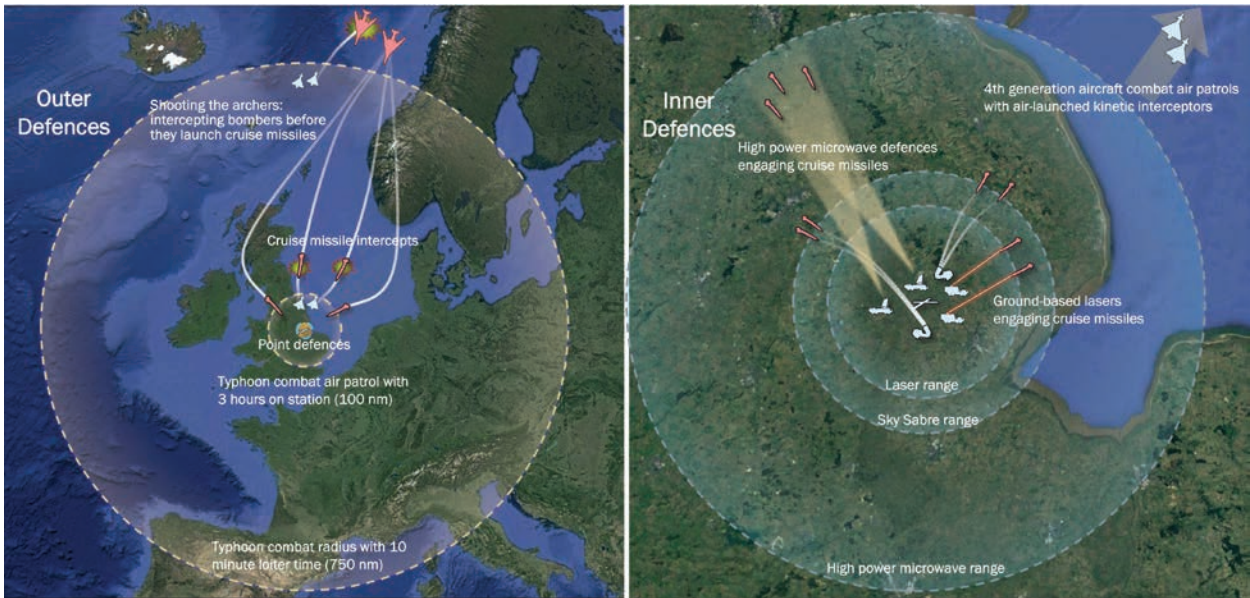 Outer
Defences
Shooting the archers:
intercepting bombers before
they launch cruise missiles
Cruise missile intercepts
Point defences
Typhoon combat air patrol with
3 hours on station (100 nm)
Typhoon combat radius with 10
minute loiter time (750 nm)
Inner
Defences
4th generation aircraft combat air patrols
with air-launched kinetic interceptors
High power microwave defences
engaging cruise missiles
Ground-based lasers
engaging cruise missiles
Laser range
Sky Sabre range
High power microwave range